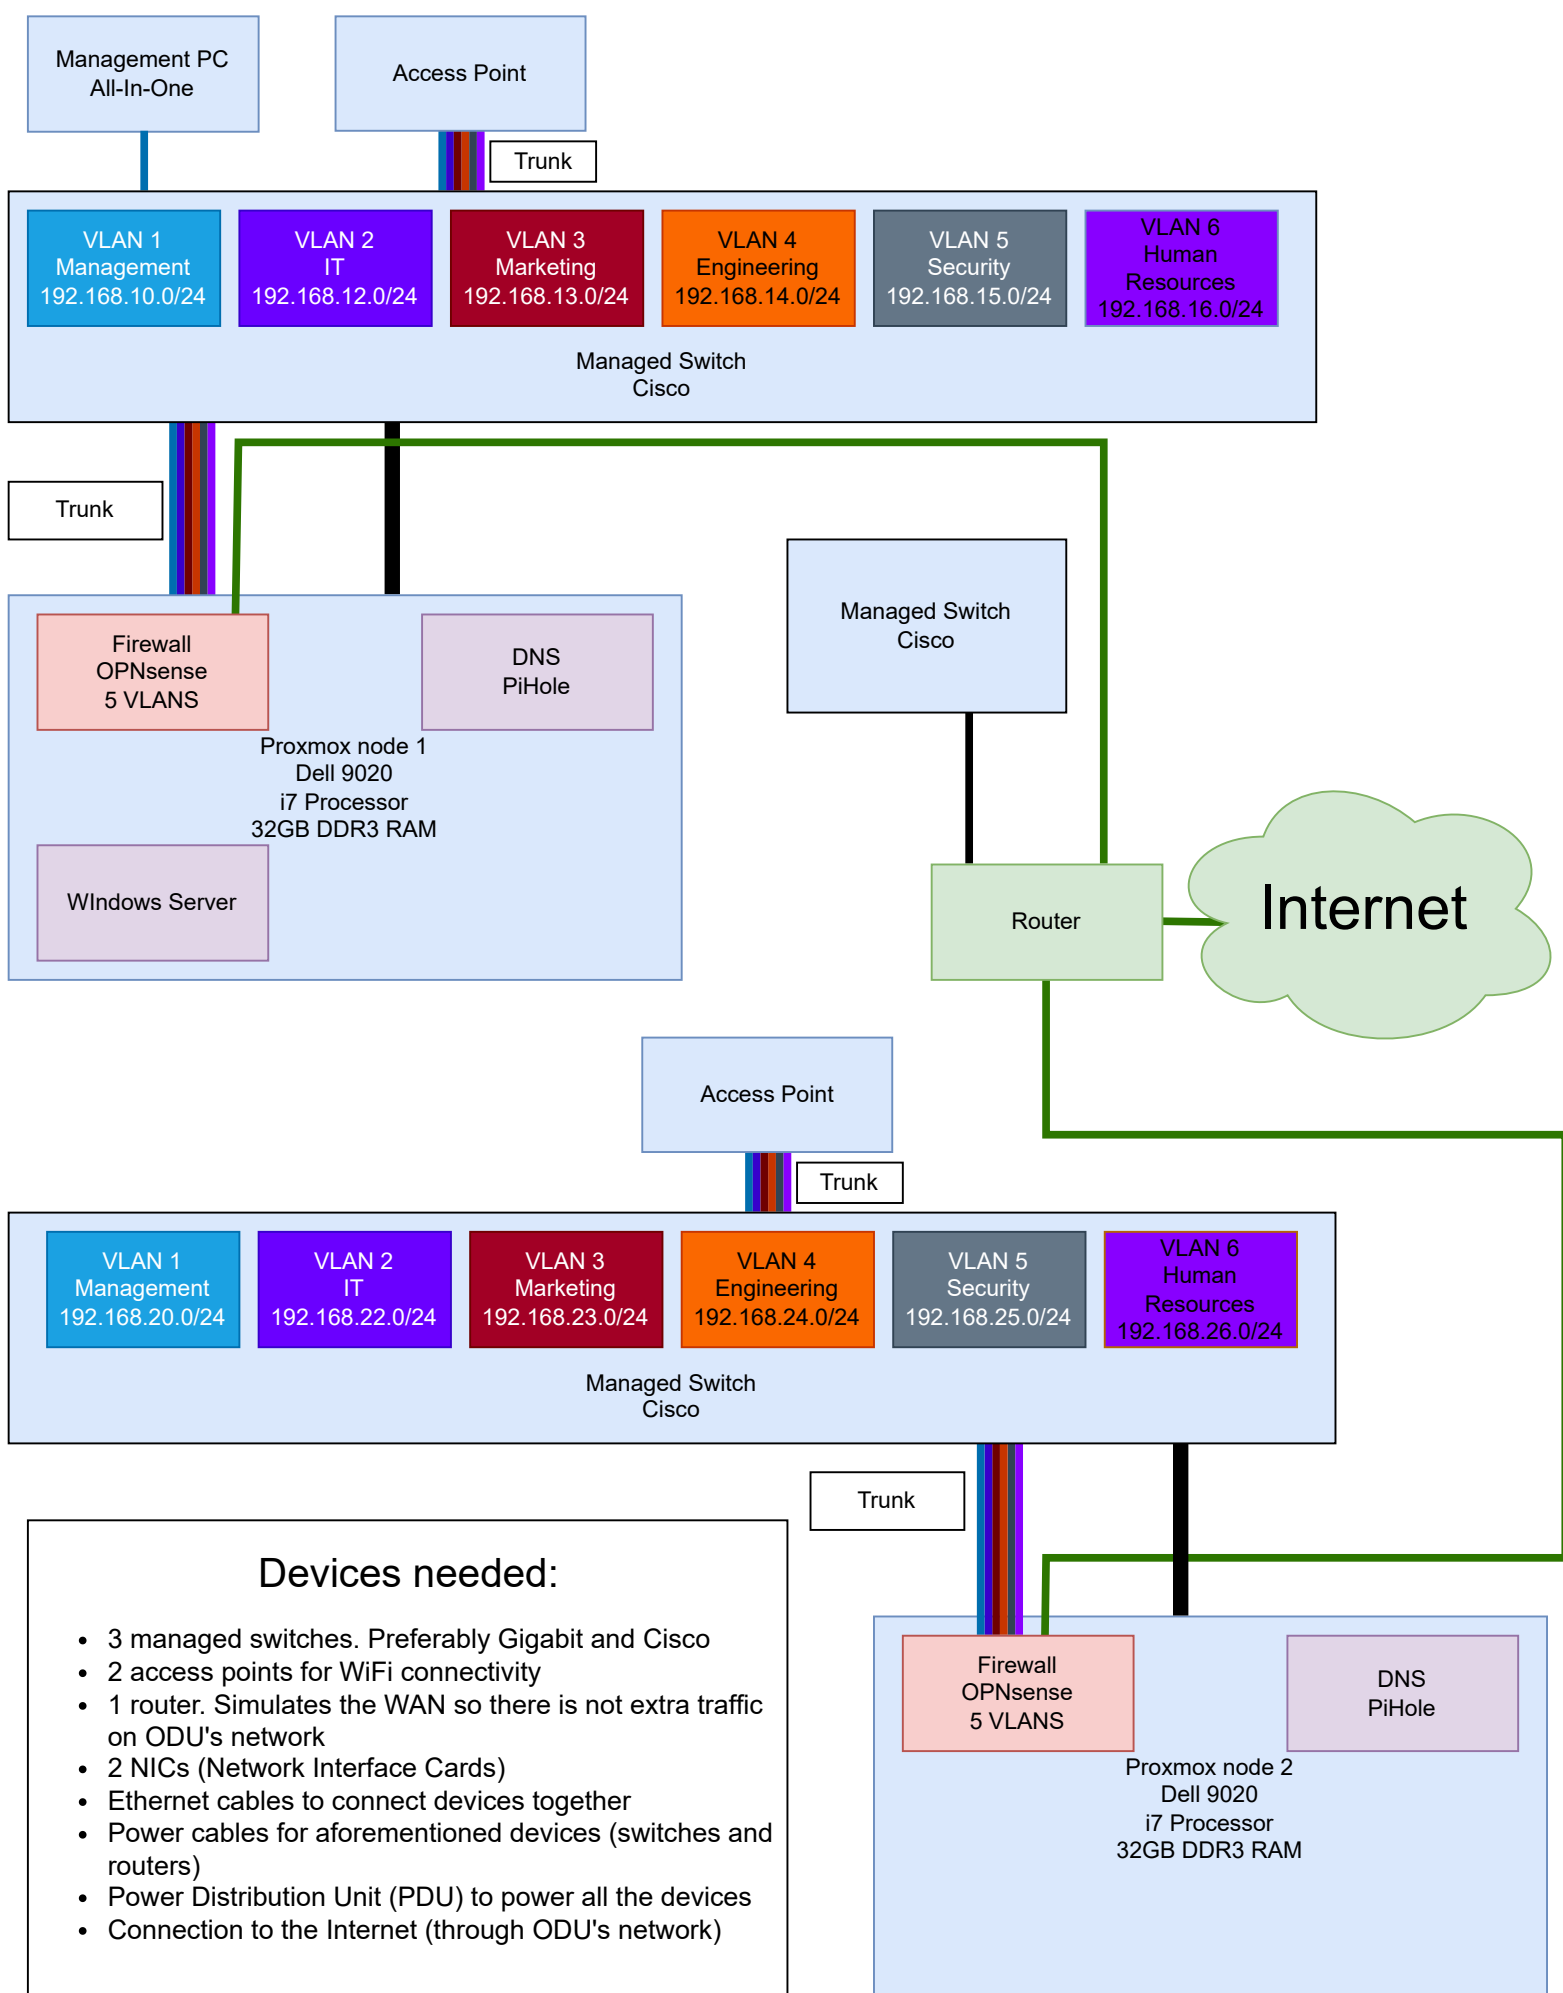 Management PC
All-In-One
Access Point
Trunk
VLAN 1
Management
192.168.10.0/24
VLAN 2
IT
192.168.12.0/24
VLAN 3
Marketing
192.168.13.0/24
VLAN 4
Engineering
192.168.14.0/24
VLAN 5
Security
192.168.15.0/24
VLAN 6
Human
Resources
192.168.16.0/24
Managed Switch
Cisco
Trunk
Firewall
OPNsense
5 VLANS
DNS
PiHole
Proxmox node 1
Dell 9020
i7 Processor
32GB DDR3 RAM
WIndows Server
Managed Switch
Cisco
Router
Internet
Access Point
Trunk
VLAN 1
Management
192.168.20.0/24
VLAN 2
IT
192.168.22.0/24
VLAN 3
Marketing
192.168.23.0/24
VLAN 4
Engineering
192.168.24.0/24
VLAN 5
Security
192.168.25.0/24
VLAN 6
Human
Resources
192.168.26.0/24
Managed Switch
Cisco
Trunk
Firewall
OPNsense
5 VLANS
DNS
PiHole
Proxmox node 2
Dell 9020
i7 Processor
32GB DDR3 RAM
Devices needed:
• 3 managed switches. Preferably Gigabit and Cisco
• 2 access points for WiFi connectivity
• 1 router. Simulates the WAN so there is not extra traffic
on ODU's network
• 2 NICs (Network Interface Cards)
• Ethernet cables to connect devices together
• Power cables for aforementioned devices (switches and
routers)
• Power Distribution Unit (PDU) to power all the devices
• Connection to the Internet (through ODU's network)